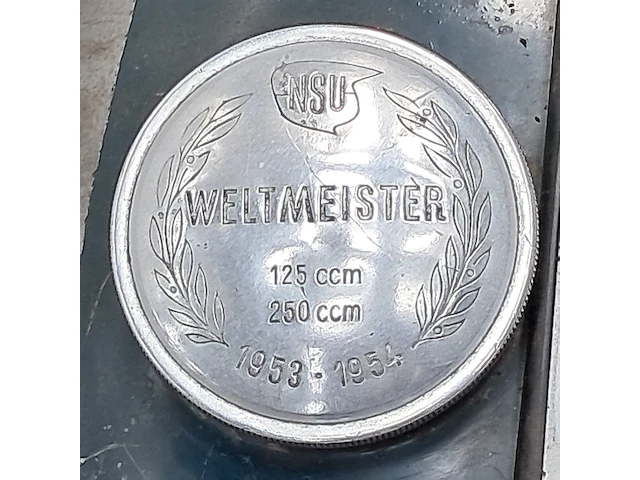 NSU
WELTMEISTER
125 ccm
250 ccm
1953 - 1954